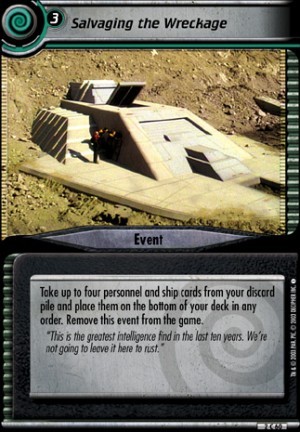 3
Salvaging the Wreckage
Event
Take up to four personnel and ship cards from your discard
pile and place them on the bottom of your deck in any
order. Remove this event from the game.
"This is the greatest intelligence find in the last ten years. We're
not going to leave it here to rust."
2 C 60